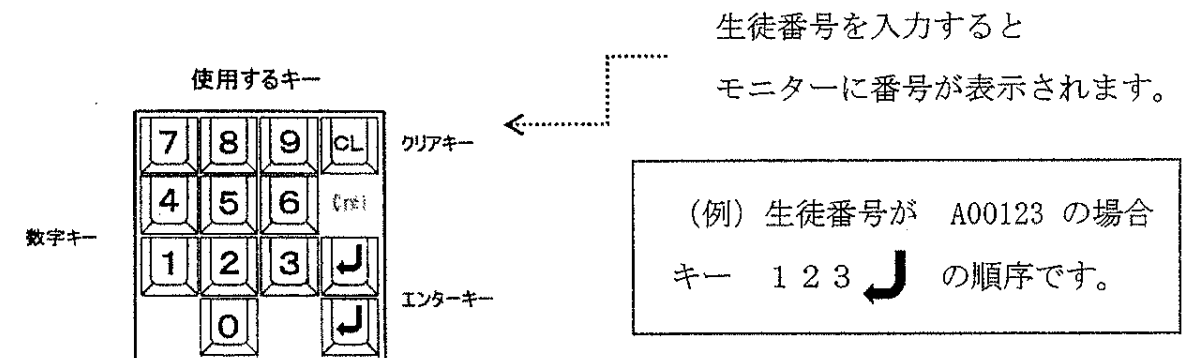 生徒番号を入力すると
モニターに番号が表示されます。
使用するキー
7 8 9 CL クリアキー
4 5 6 Cntl
数字キー
1 2 3
エンターキー
0
(例) 生徒番号が A00123 の場合
キー 123 の順序です。